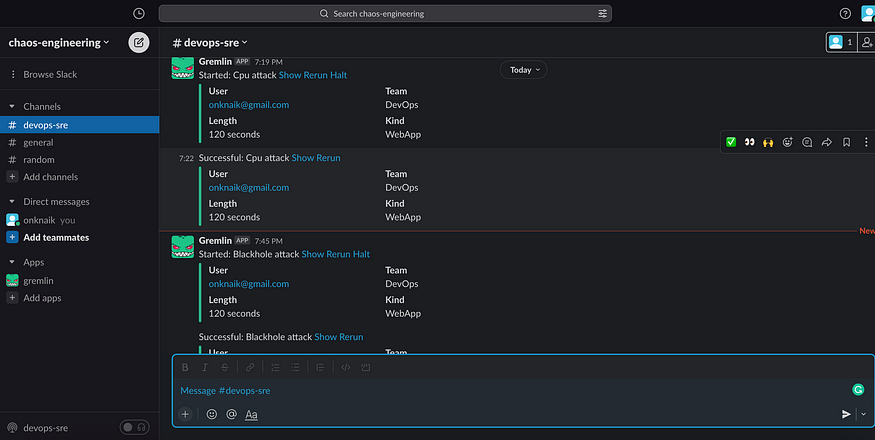 Search chaos-engineering
chaos-engineering
Browse Slack
Channels
# devops-sre
# general
# random
+ Add channels
Direct messages
onknaik you
+ Add teammates
Apps
gremlin
+ Add apps
devops-sre
# devops-sre
1
Today
Gremlin APP 7:19 PM
Started: Cpu attack Show Rerun Halt
User Team
onknaik@gmail.com DevOps
Length Kind
120 seconds WebApp
7:22 Successful: Cpu attack Show Rerun
User Team
onknaik@gmail.com DevOps
Length Kind
120 seconds WebApp
New
Gremlin APP 7:45 PM
Started: Blackhole attack Show Rerun Halt
User Team
onknaik@gmail.com DevOps
Length Kind
120 seconds WebApp
Successful: Blackhole attack Show Rerun
User Team
B I S
Message #devops-sre
+ @ Aa